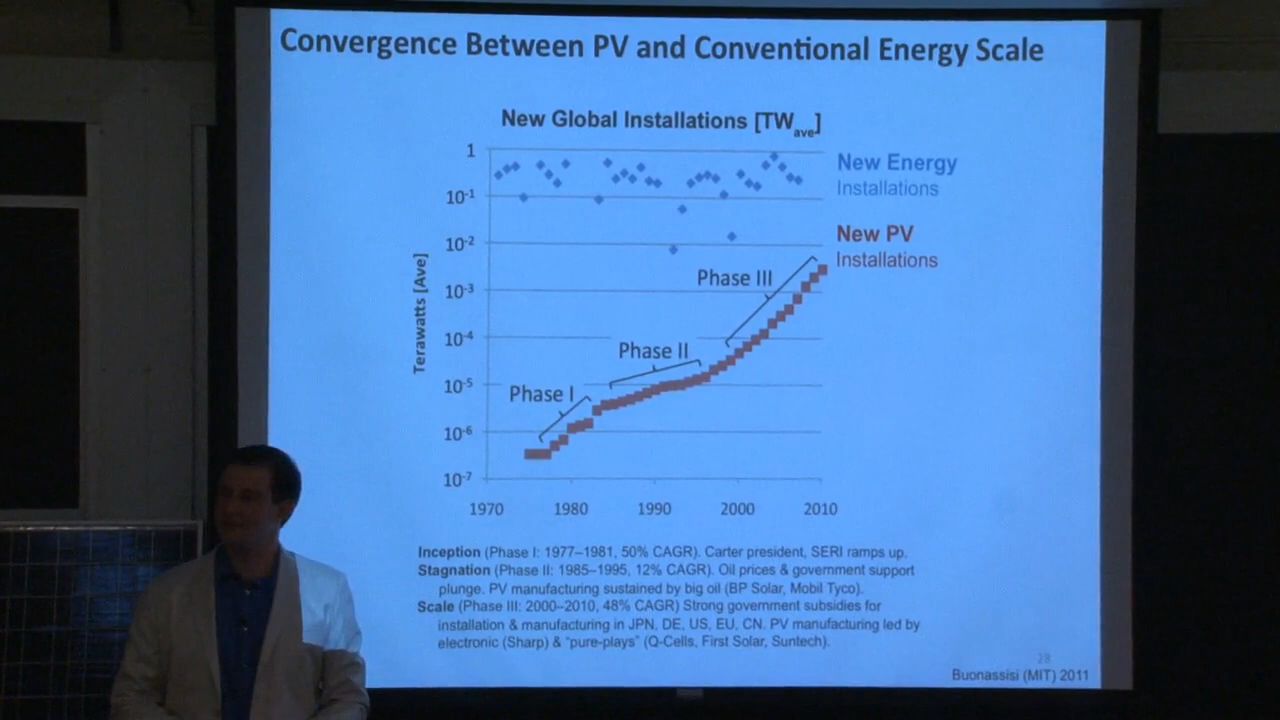 Convergence Between PV and Conventional Energy Scale
New Global Installations [TWave]
1
10-1
10-2
10-3
10-4
10-5
10-6
10-7
Terawatts [Ave]
1970 1980 1990 2000 2010
New Energy
Installations
New PV
Installations
Phase III
Phase II
Phase I
Inception (Phase I: 1977–1981, 50% CAGR). Carter president, SERI ramps up.
Stagnation (Phase II: 1985–1995, 12% CAGR). Oil prices & government support
plunge. PV manufacturing sustained by big oil (BP Solar, Mobil Tyco).
Scale (Phase III: 2000–2010, 48% CAGR) Strong government subsidies for
installation & manufacturing in JPN, DE, US, EU, CN. PV manufacturing led by
electronic (Sharp) & "pure-plays" (Q-Cells, First Solar, Suntech).
28
Buonassisi (MIT) 2011